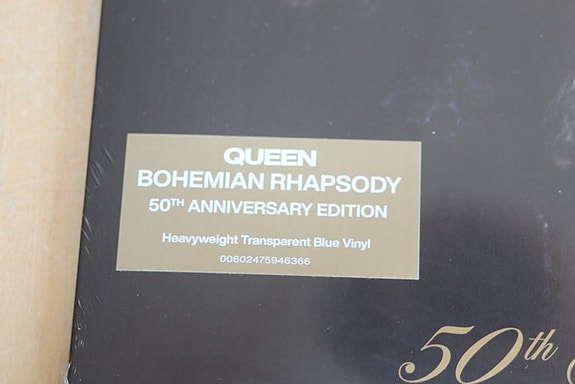 QUEEN
BOHEMIAN RHAPSODY
50TH ANNIVERSARY EDITION
Heavyweight Transparent Blue Vinyl
00602475946366
50th